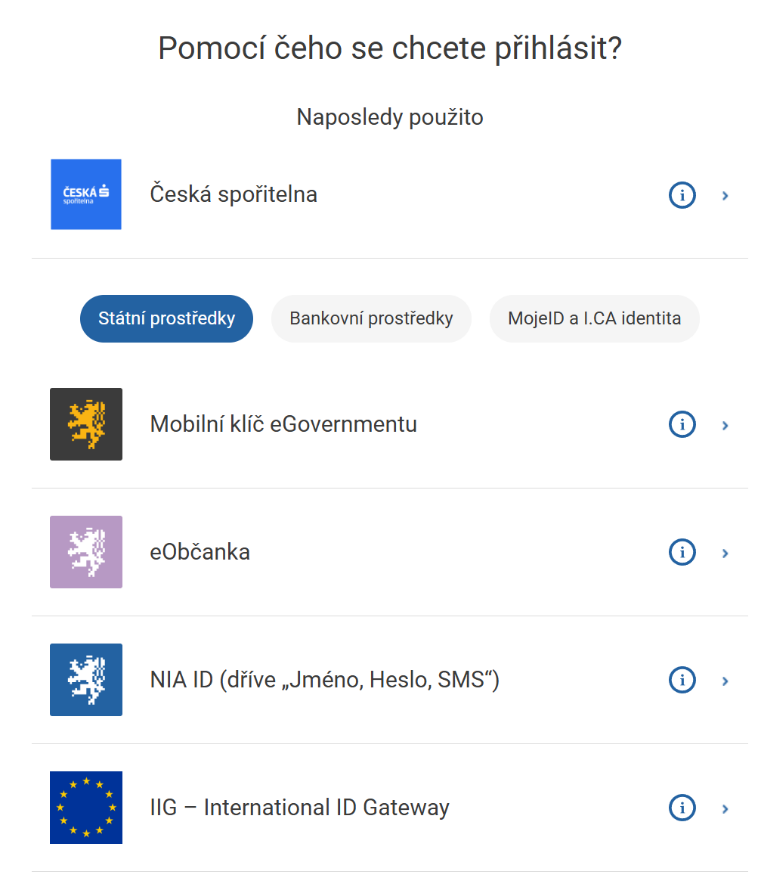 Pomocí čeho se chcete přihlásit?
Naposledy použito
ČESKÁ
spořitelna
Česká spořitelna
Státní prostředky
Bankovní prostředky
MojeID a I.CA identita
Mobilní klíč eGovernmentu
eObčanka
NIA ID (dříve „Jméno, Heslo, SMS“)
IIG – International ID Gateway